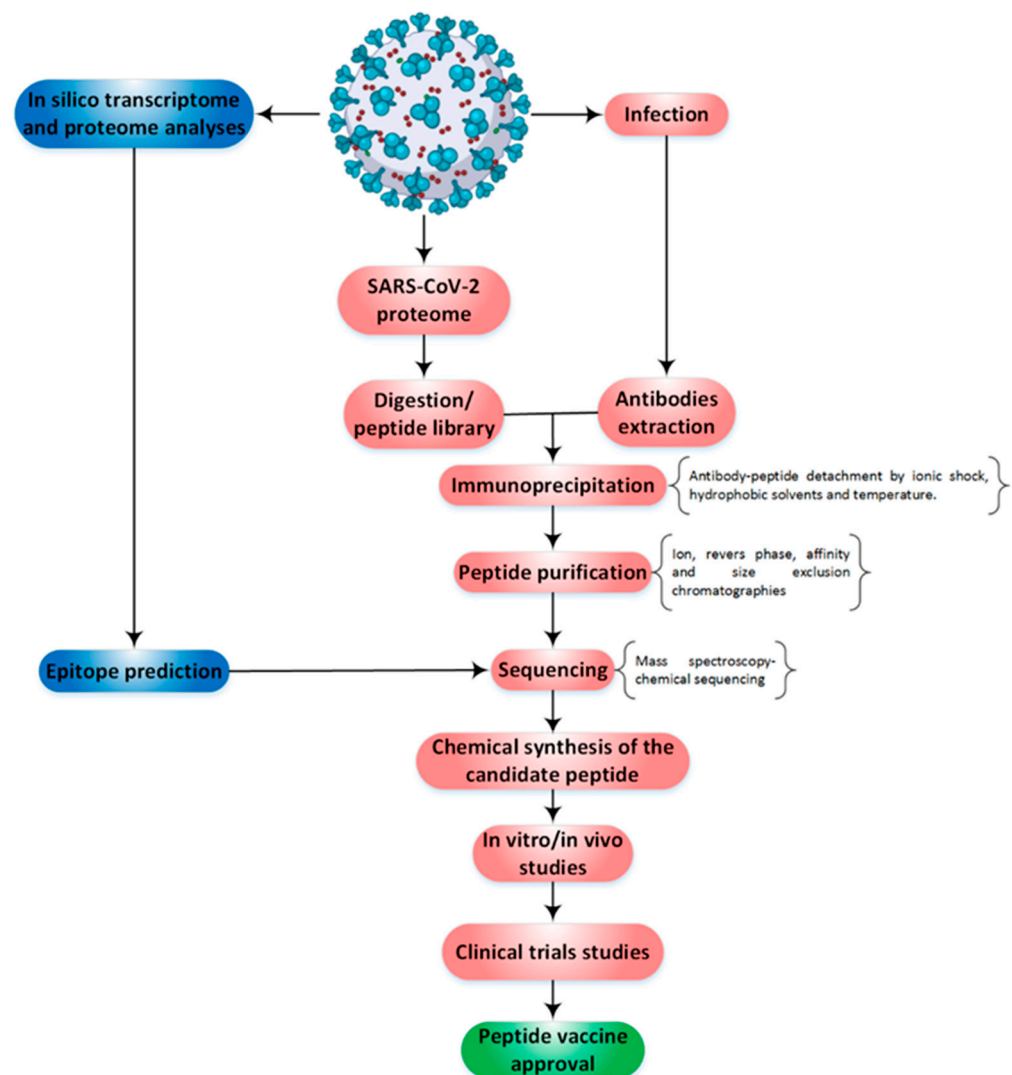 In silico transcriptome
and proteome analyses
Infection
SARS-CoV-2
proteome
Digestion/
peptide library
Antibodies
extraction
Immunoprecipitation
Antibody-peptide detachment by ionic shock,
hydrophobic solvents and temperature.
Peptide purification
Ion, revers phase, affinity
and size exclusion
chromatographies
Epitope prediction
Sequencing
Mass spectroscopy-
chemical sequencing
Chemical synthesis of the
candidate peptide
In vitro/in vivo
studies
Clinical trials studies
Peptide vaccine
approval